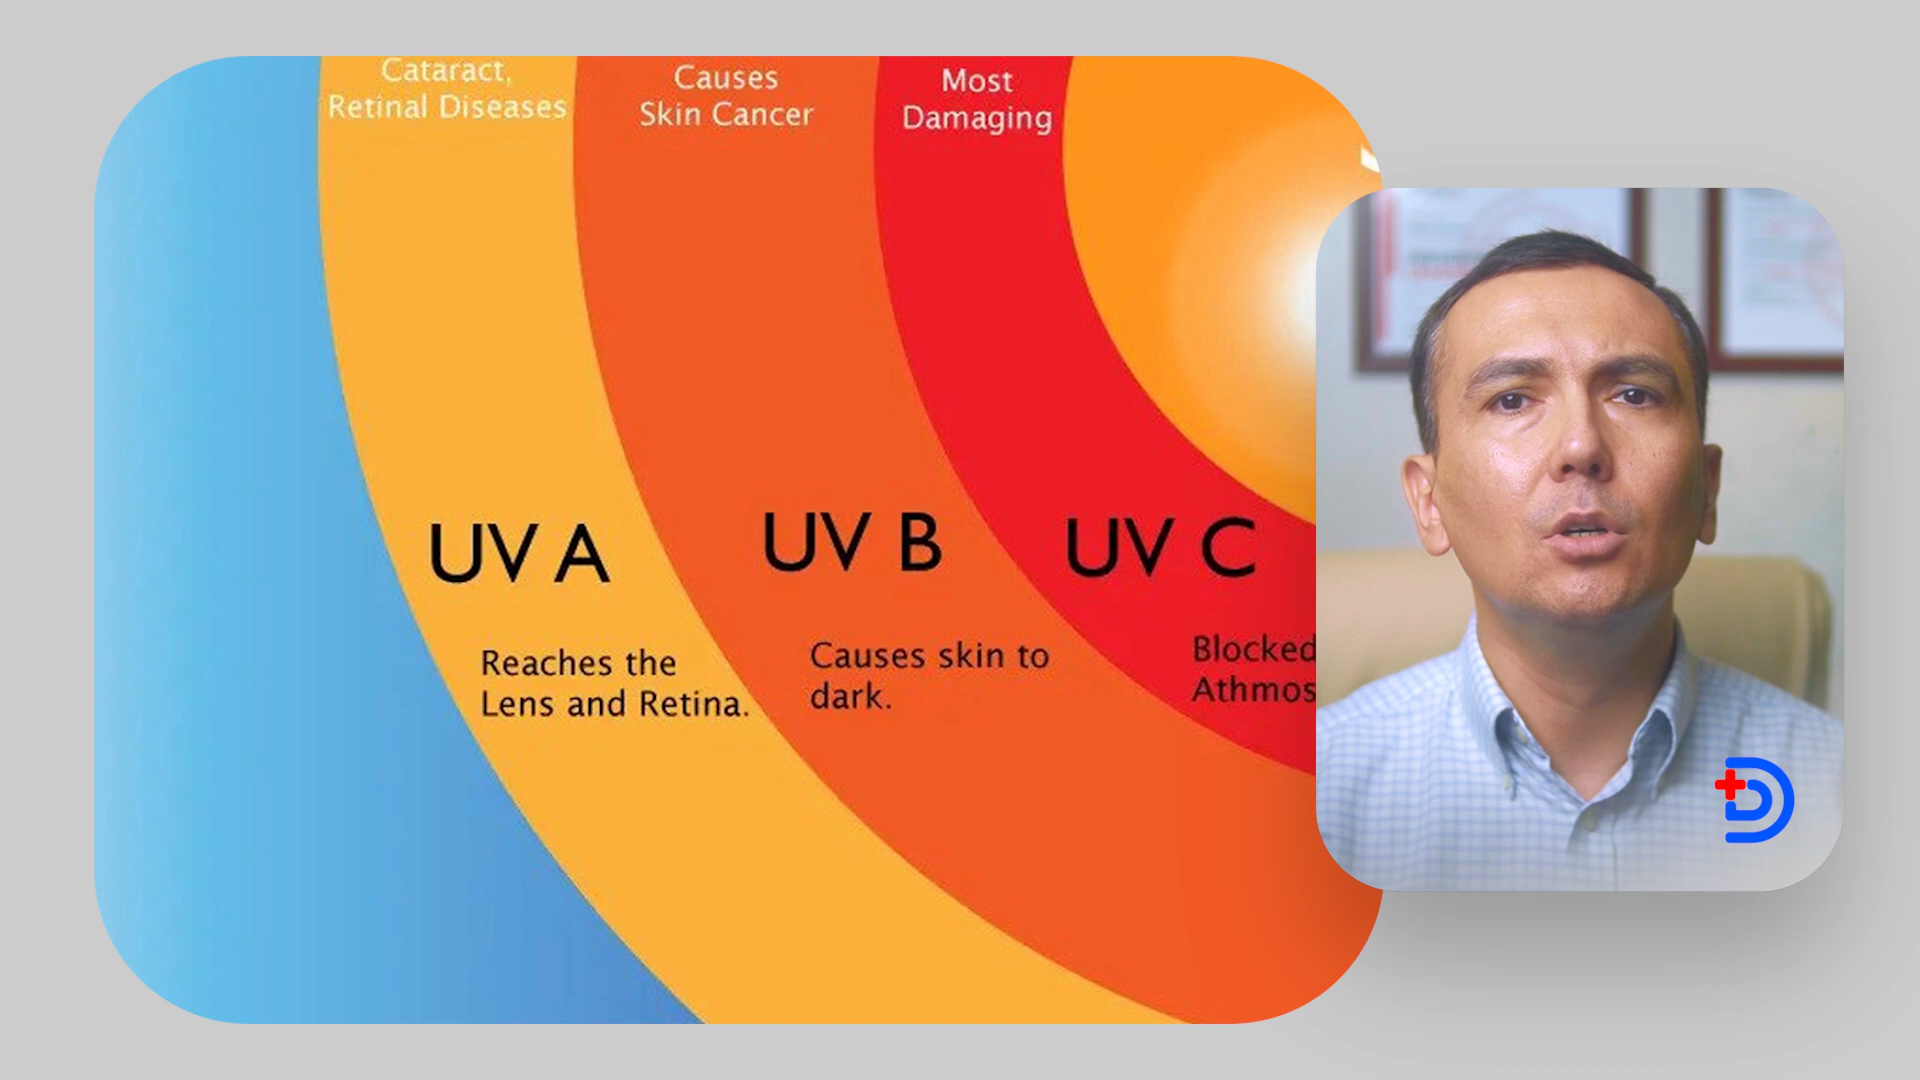 Cataract,
Retinal Diseases
Causes
Skin Cancer
Most
Damaging
UV A
UV B
UV C
Reaches the
Lens and Retina.
Causes skin to
dark.
Blocked
Athmos